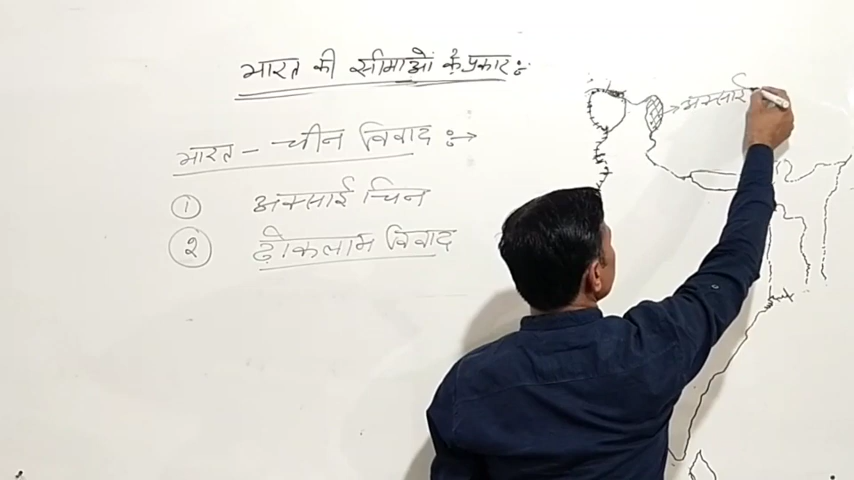 भारत की सीमाओं के प्रकार :-
भारत - चीन विवाद :→
① अक्साई चिन
② ढ़ोकलाम विवाद
→ अक्साई